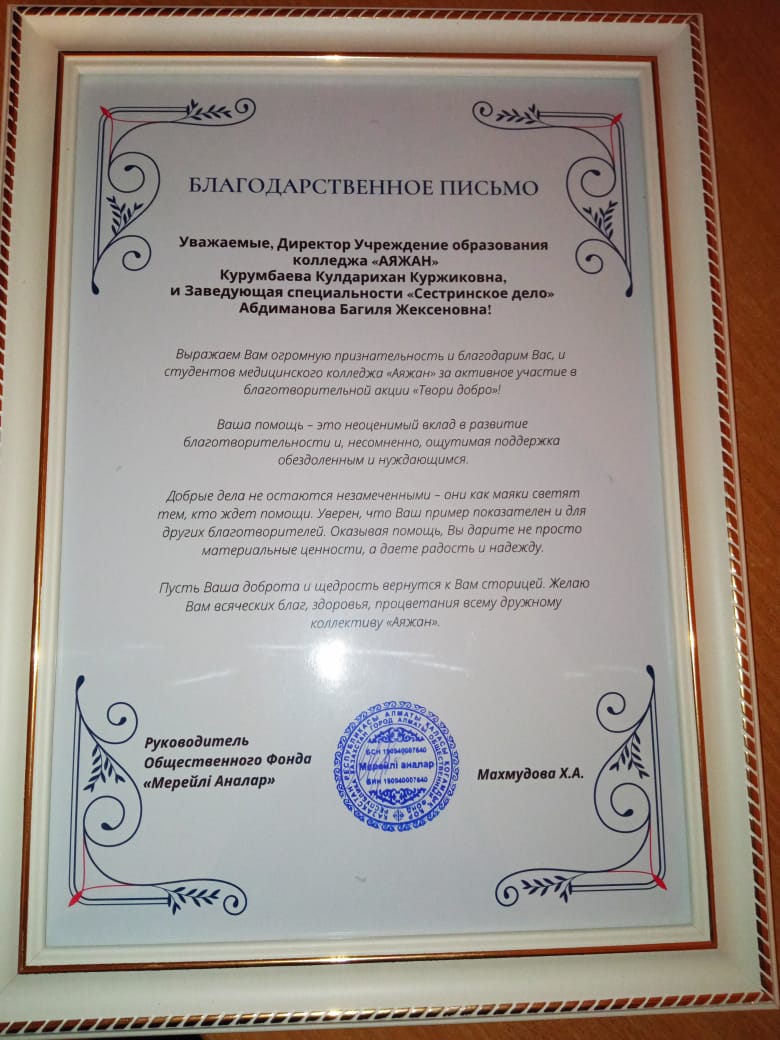 БЛАГОДАРСТВЕННОЕ ПИСЬМО
Уважаемые, Директор Учреждение образования
колледжа «АЯЖАН»
Курумбаева Кулдарихан Куржиковна,
и Заведующая специальности «Сестринское дело»
Абдиманова Багиля Жексеновна!
Выражаем Вам огромную признательность и благодарим Вас, и
студентов медицинского колледжа «Аяжан» за активное участие в
благотворительной акции «Твори добро»!
Ваша помощь – это неоценимый вклад в развитие
благотворительности и, несомненно, ощутимая поддержка
обездоленным и нуждающимся.
Добрые дела не остаются незамеченными – они как маяки светят
тем, кто ждет помощи. Уверен, что Ваш пример показателен и для
других благотворителей. Оказывая помощь, Вы дарите не просто
материальные ценности, а даете радость и надежду.
Пусть Ваша доброта и щедрость вернутся к Вам сторицей. Желаю
Вам всяческих благ, здоровья, процветания всему дружному
коллективу «Аяжан».
Руководитель
Общественного Фонда
«Мерейлі Аналар»
БСН 190940007640
Мерейлі аналар
БИН 190940007640
Махмудова Х.А.